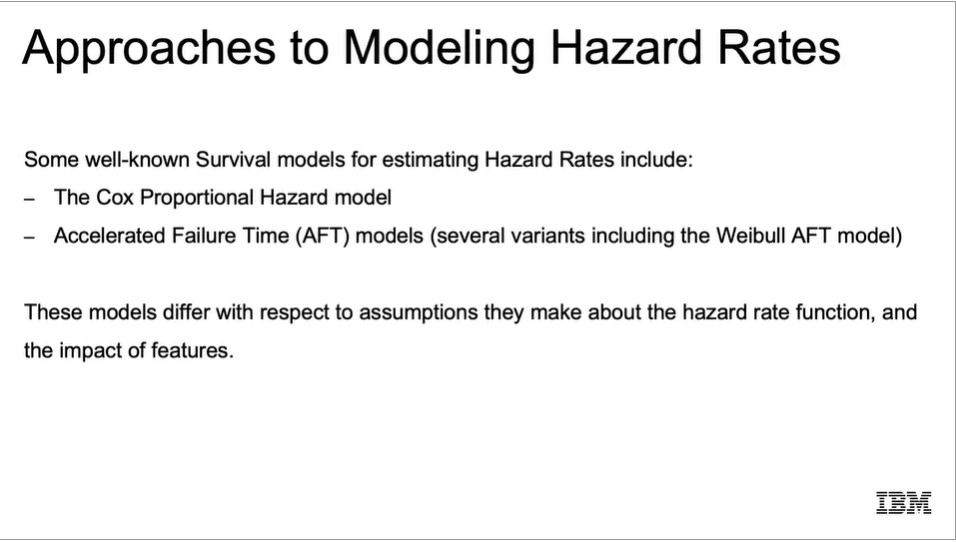 Approaches to Modeling Hazard Rates
Some well-known Survival models for estimating Hazard Rates include:
– The Cox Proportional Hazard model
– Accelerated Failure Time (AFT) models (several variants including the Weibull AFT model)
These models differ with respect to assumptions they make about the hazard rate function, and
the impact of features.
IBM